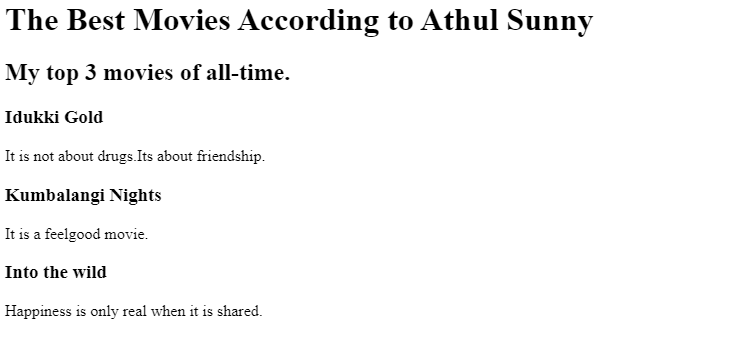 The Best Movies According to Athul Sunny
My top 3 movies of all-time.
Idukki Gold
It is not about drugs.Its about friendship.
Kumbalangi Nights
It is a feelgood movie.
Into the wild
Happiness is only real when it is shared.